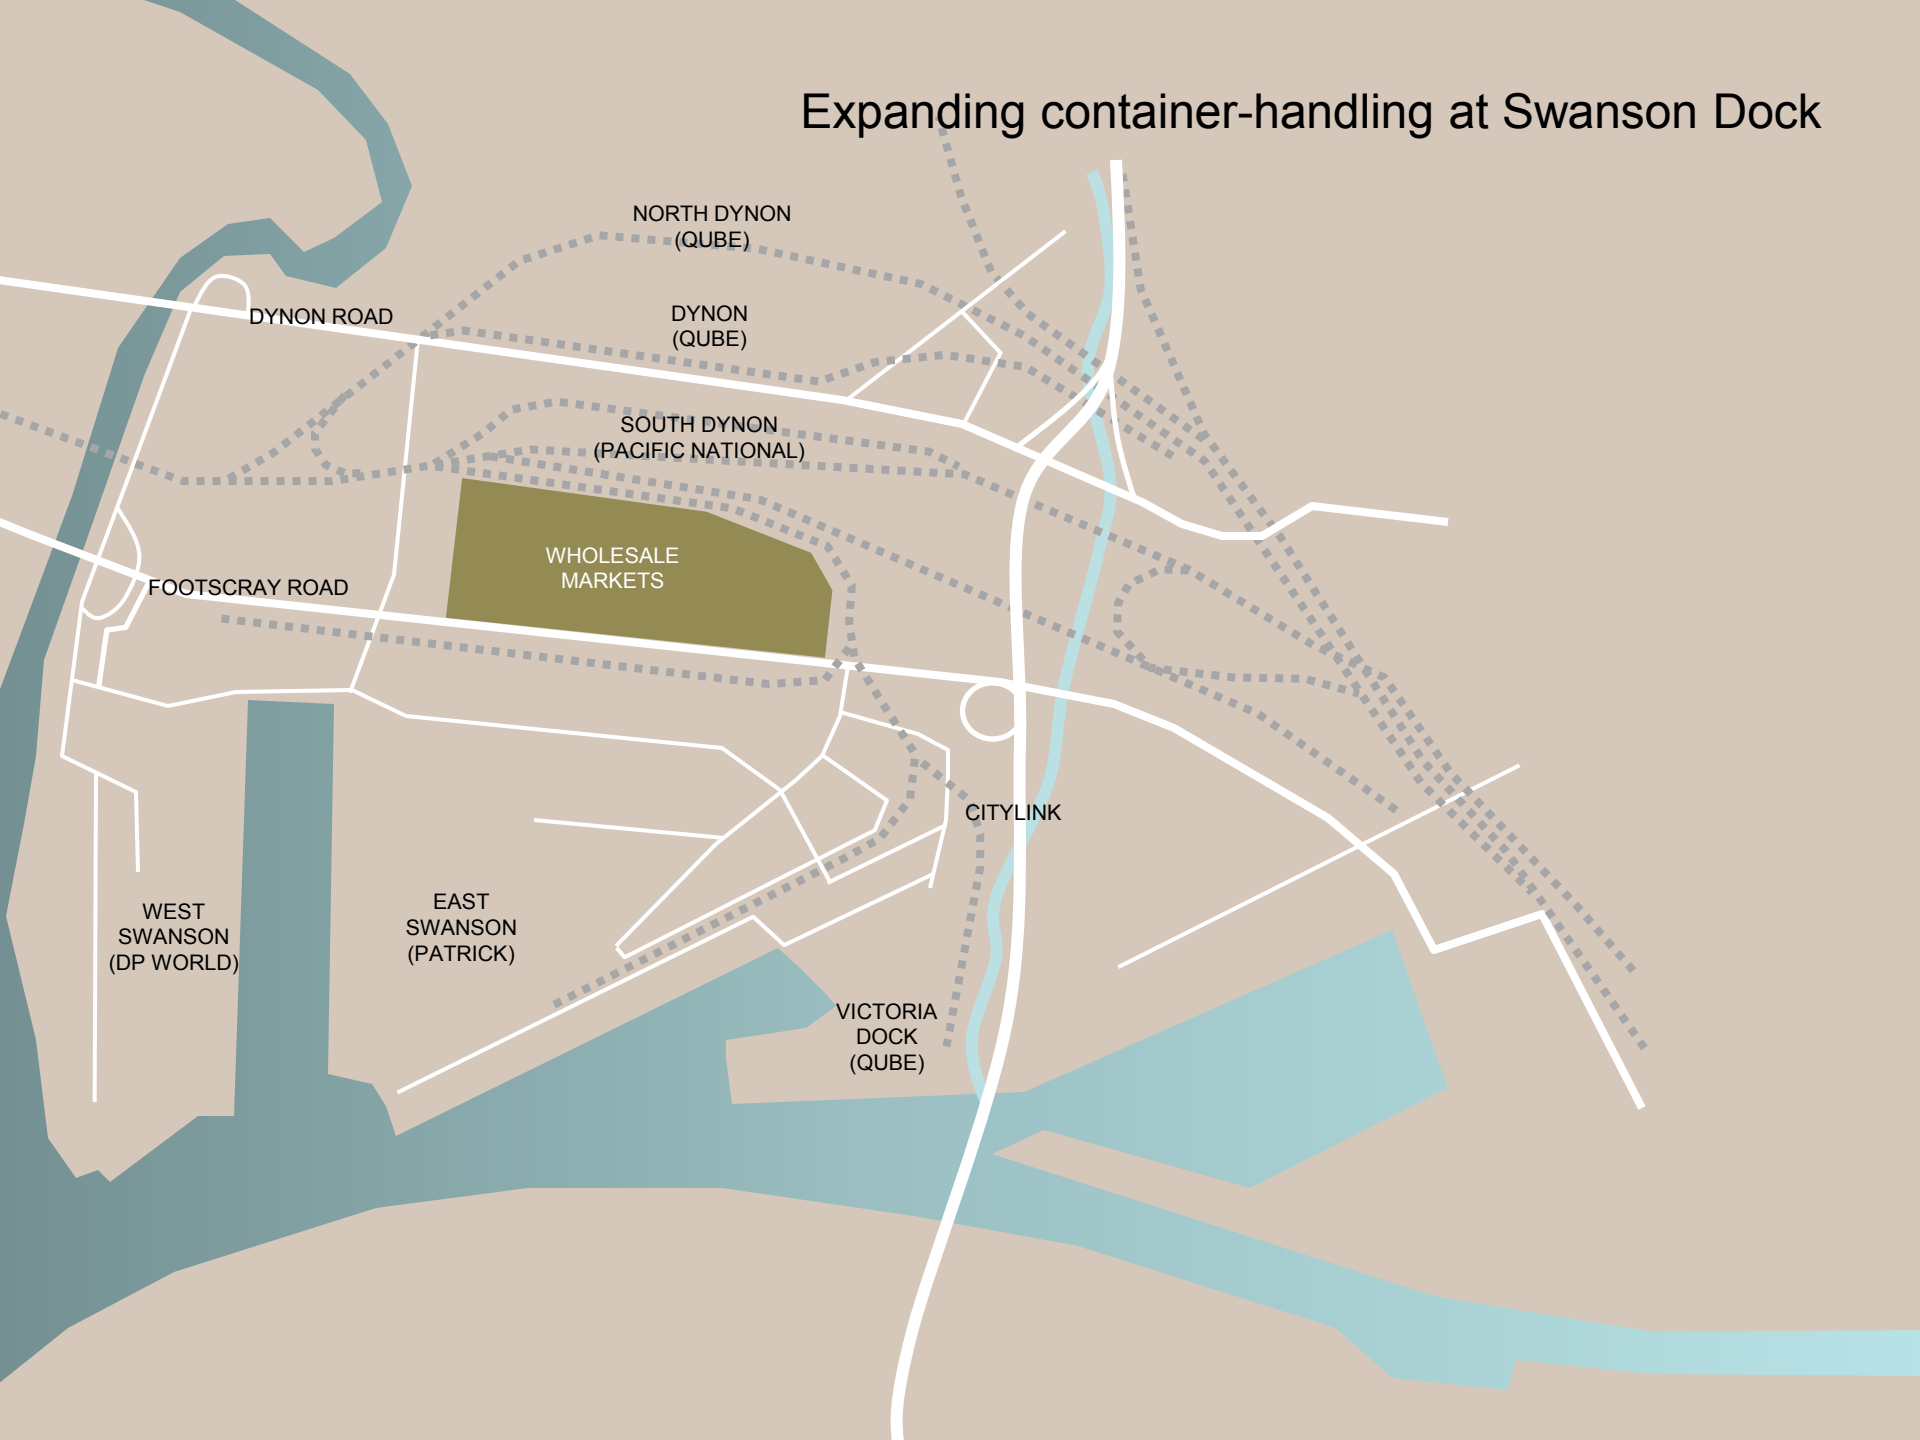 Expanding container-handling at Swanson Dock
NORTH DYNON
(QUBE)
DYNON ROAD
DYNON
(QUBE)
SOUTH DYNON
(PACIFIC NATIONAL)
WHOLESALE
MARKETS
FOOTSCRAY ROAD
CITYLINK
WEST
SWANSON
(DP WORLD)
EAST
SWANSON
(PATRICK)
VICTORIA
DOCK
(QUBE)